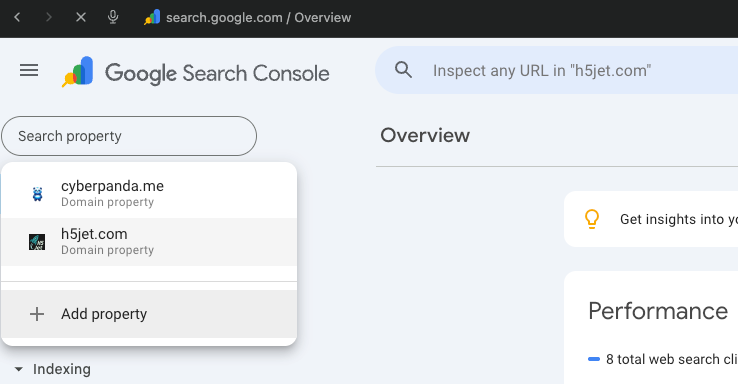 search.google.com / Overview
Google Search Console
Inspect any URL in "h5jet.com"
Search property
Overview
cyberpanda.me
Domain property
h5jet.com
Domain property
Add property
Indexing
Get insights into yo
Performance
8 total web search cli